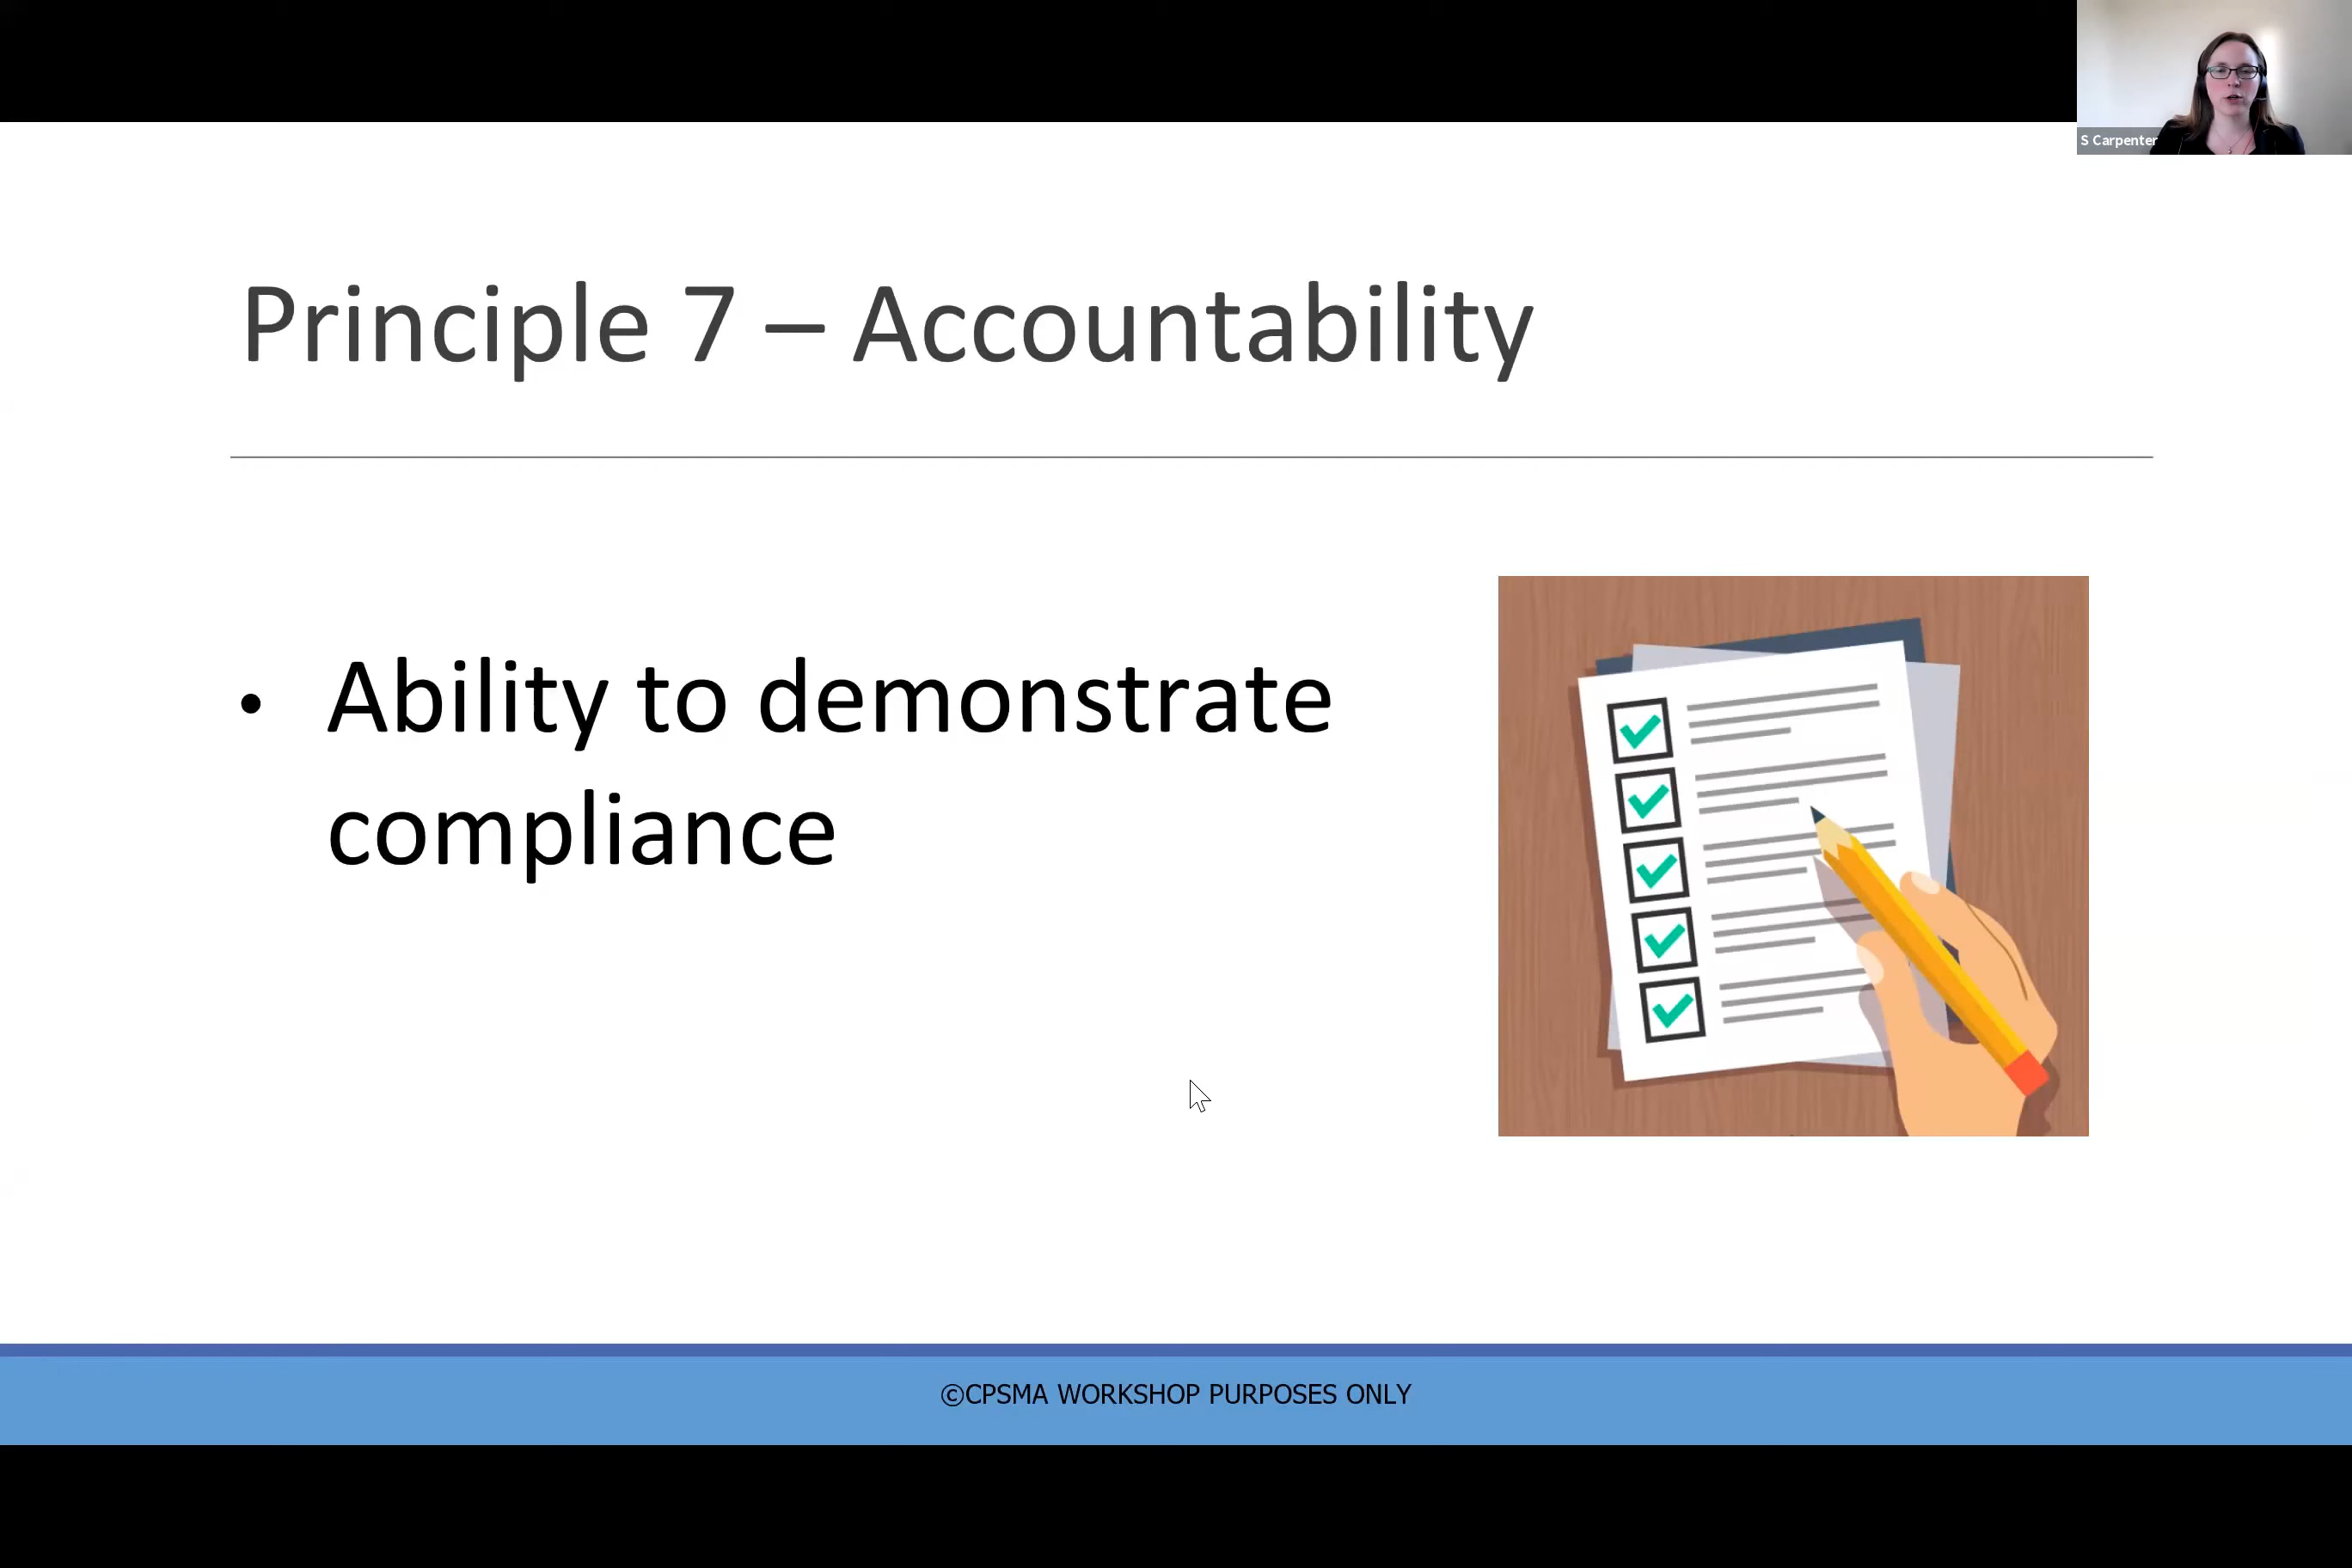 S Carpenter
Principle 7 – Accountability
• Ability to demonstrate
compliance
©CPSMA WORKSHOP PURPOSES ONLY